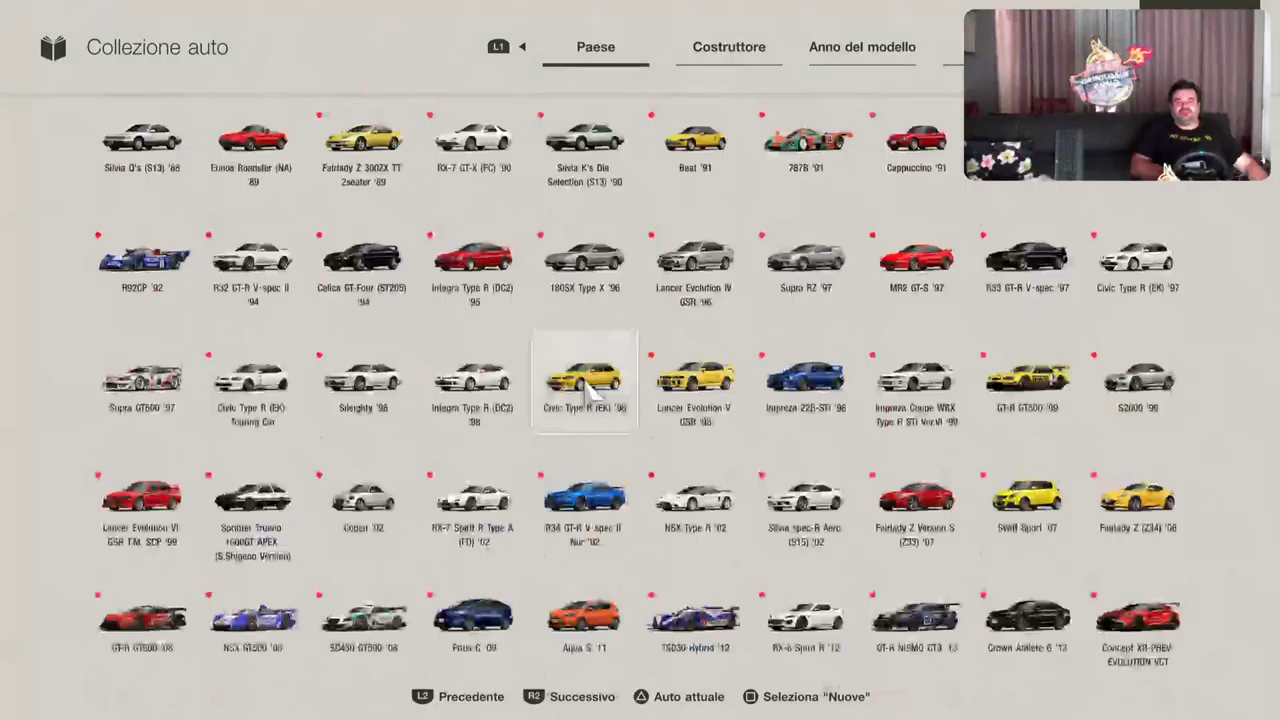 Collezione auto
L1
Paese
Costruttore
Anno del modello
Silvia Q's (S13) '88
Eunos Roadster (NA)
'89
Fairlady Z 300ZX TT
2seater '89
RX-7 GT-X (FC) '90
Silvia K's Dia
Selection (S13) '90
Beat '91
787B '91
Cappuccino '91
R92CP '92
R32 GT-R V-spec II
'94
Celica GT-Four (ST205)
'94
Integra Type R (DC2)
'95
180SX Type X '96
Lancer Evolution IV
GSR '96
Supra RZ '97
MR2 GT-S '97
R33 GT-R V-spec '97
Civic Type R (EK) '97
Supra GT500 '97
Civic Type R (EK)
Touring Car
Sileighty '98
Integra Type R (DC2)
'98
Civic Type R (EK) '98
Lancer Evolution V
GSR '98
Impreza 22B-STi '98
Impreza Coupe WRX
Type R STi Ver.VI '99
GT-R GT500 '99
S2000 '99
Lancer Evolution VI
GSR T.M. SCP '99
Sprinter Trueno
1600GT APEX
(S.Shigeno Version)
Copen '02
RX-7 Spirit R Type A
(FD) '02
R34 GT-R V-spec II
Nur '02
NSX Type R '02
Silvia spec-R Aero
(S15) '02
Fairlady Z Version S
(Z33) '07
Swift Sport '07
Fairlady Z (Z34) '08
GT-R GT500 '08
NSX GT500 '08
SC430 GT500 '08
Prius G '09
Aqua S '11
TS030 Hybrid '12
RX-8 Spirit R '12
GT-R NISMO GT3 '13
Crown Athlete G '13
Concept XR-PHEV
EVOLUTION VGT
L2 Precedente
R2 Successivo
Auto attuale
Seleziona "Nuove"